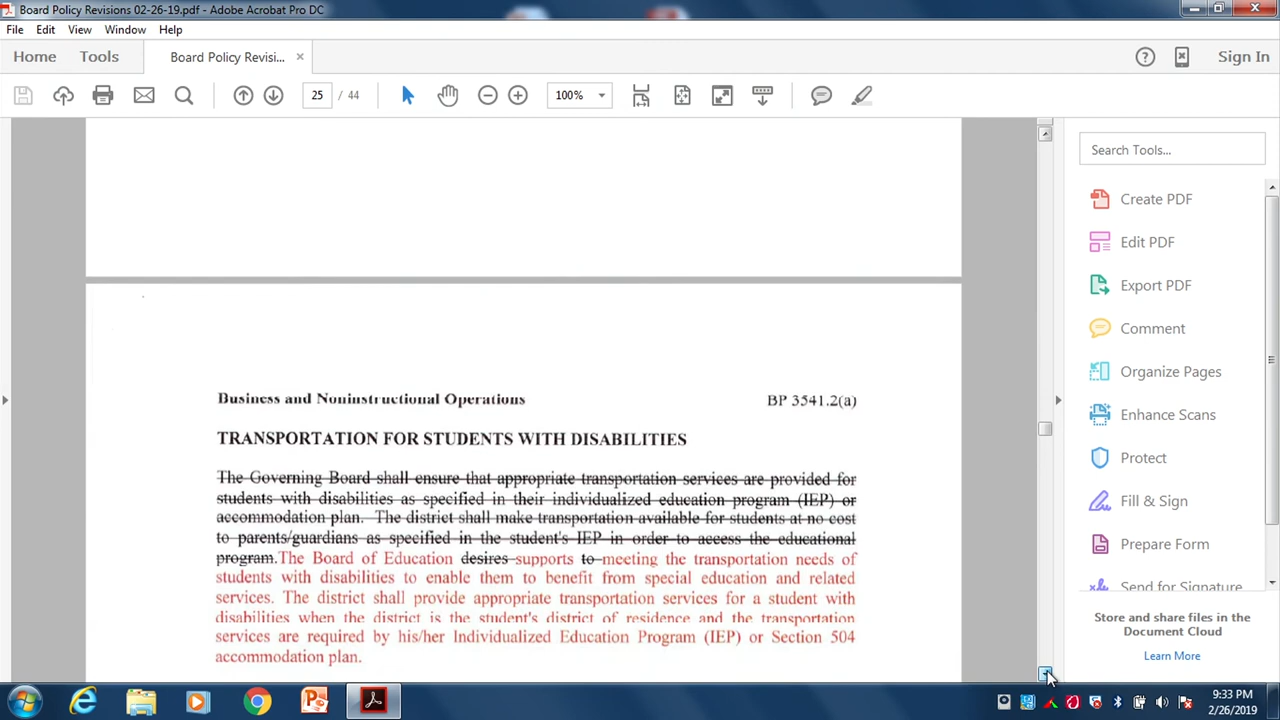 Board Policy Revisions 02-26-19.pdf - Adobe Acrobat Pro DC
File Edit View Window Help
Home Tools Board Policy Revisi... × Sign In
25 / 44 100%
Search Tools...
Create PDF
Edit PDF
Export PDF
Comment
Organize Pages
Enhance Scans
Protect
Fill & Sign
Prepare Form
Send for Signature
Store and share files in the
Document Cloud
Learn More
Business and Noninstructional Operations BP 3541.2(a)
TRANSPORTATION FOR STUDENTS WITH DISABILITIES
The Governing Board shall ensure that appropriate transportation services are provided for
students with disabilities as specified in their individualized education program (IEP) or
accommodation plan. The district shall make transportation available for students at no cost
to parents/guardians as specified in the student's IEP in order to access the educational
program.The Board of Education desires supports to meeting the transportation needs of
students with disabilities to enable them to benefit from special education and related
services. The district shall provide appropriate transportation services for a student with
disabilities when the district is the student's district of residence and the transportation
services are required by his/her Individualized Education Program (IEP) or Section 504
accommodation plan.
9:33 PM
2/26/2019